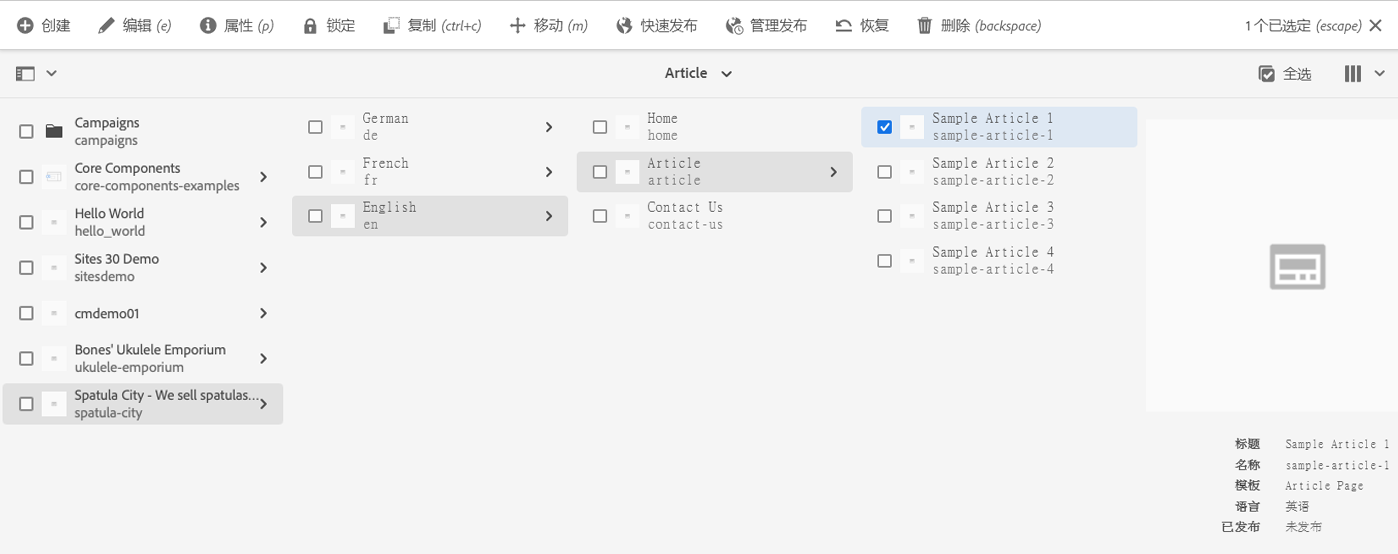 创建 编辑 (e) 属性 (p) 锁定 复制 (ctrl+c) 移动 (m) 快速发布 管理发布 恢复 删除 (backspace) 1 个已选定 (escape)
Article 全选
Campaigns
campaigns
Core Components
core-components-examples
Hello World
hello_world
Sites 30 Demo
sitesdemo
cmdemo01
Bones' Ukulele Emporium
ukulele-emporium
Spatula City - We sell spatulas...
spatula-city
German
de
French
fr
English
en
Home
home
Article
article
Contact Us
contact-us
Sample Article 1
sample-article-1
Sample Article 2
sample-article-2
Sample Article 3
sample-article-3
Sample Article 4
sample-article-4
标题 Sample Article 1
名称 sample-article-1
模板 Article Page
语言 英语
已发布 未发布